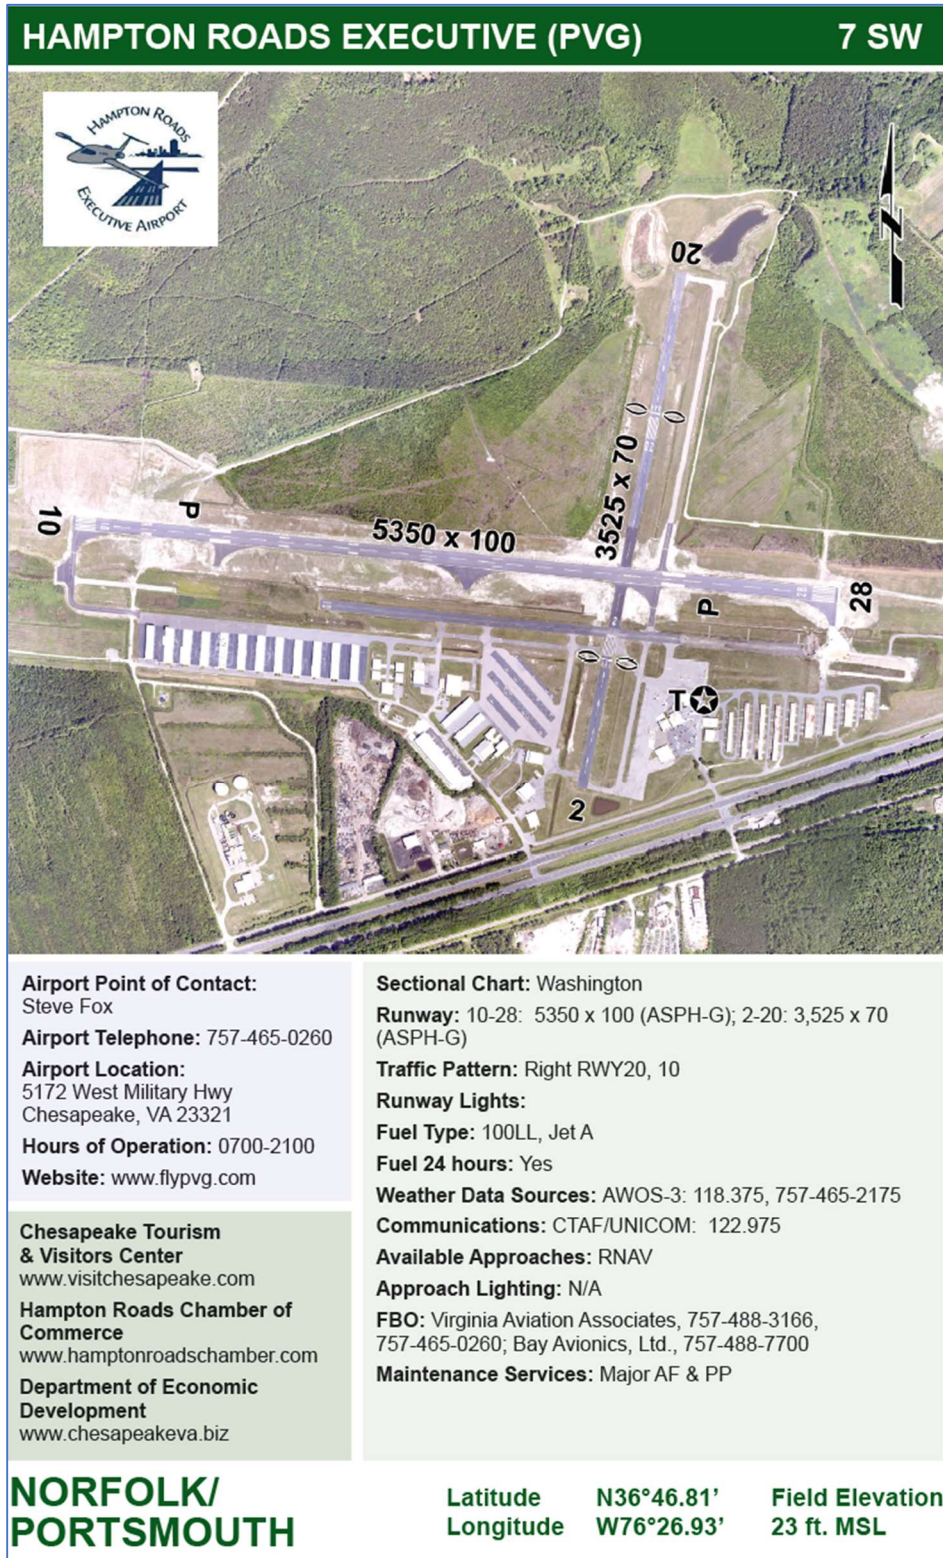 HAMPTON ROADS EXECUTIVE (PVG) 7 SW
HAMPTON ROADS
EXECUTIVE AIRPORT
N
20
3525 x 70
P
10
5350 x 100
28
P
T
2
Airport Point of Contact:
Steve Fox
Airport Telephone: 757-465-0260
Airport Location:
5172 West Military Hwy
Chesapeake, VA 23321
Hours of Operation: 0700-2100
Website: www.flypvg.com
Chesapeake Tourism
& Visitors Center
www.visitchesapeake.com
Hampton Roads Chamber of
Commerce
www.hamptonroadschamber.com
Department of Economic
Development
www.chesapeakeva.biz
Sectional Chart: Washington
Runway: 10-28: 5350 x 100 (ASPH-G); 2-20: 3,525 x 70
(ASPH-G)
Traffic Pattern: Right RWY20, 10
Runway Lights:
Fuel Type: 100LL, Jet A
Fuel 24 hours: Yes
Weather Data Sources: AWOS-3: 118.375, 757-465-2175
Communications: CTAF/UNICOM: 122.975
Available Approaches: RNAV
Approach Lighting: N/A
FBO: Virginia Aviation Associates, 757-488-3166,
757-465-0260; Bay Avionics, Ltd., 757-488-7700
Maintenance Services: Major AF & PP
NORFOLK/
PORTSMOUTH
Latitude N36°46.81’ Field Elevation
Longitude W76°26.93’ 23 ft. MSL